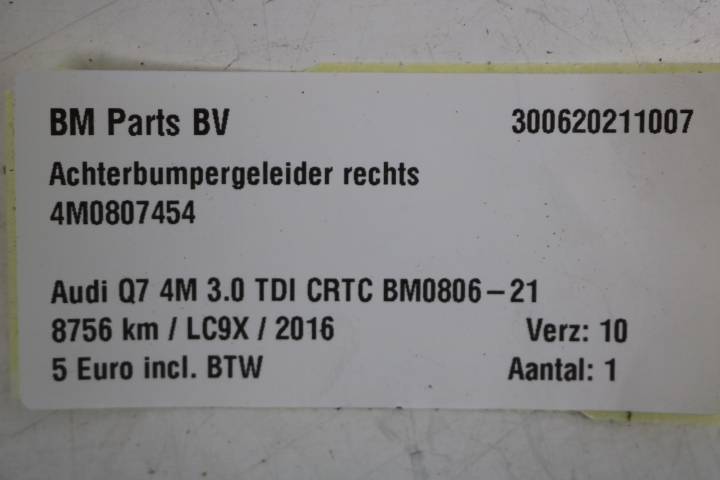 BM Parts BV 300620211007
Achterbumpergeleider rechts
4M0807454
Audi Q7 4M 3.0 TDI CRTC BM0806-21
8756 km / LC9X / 2016 Verz: 10
5 Euro incl. BTW Aantal: 1